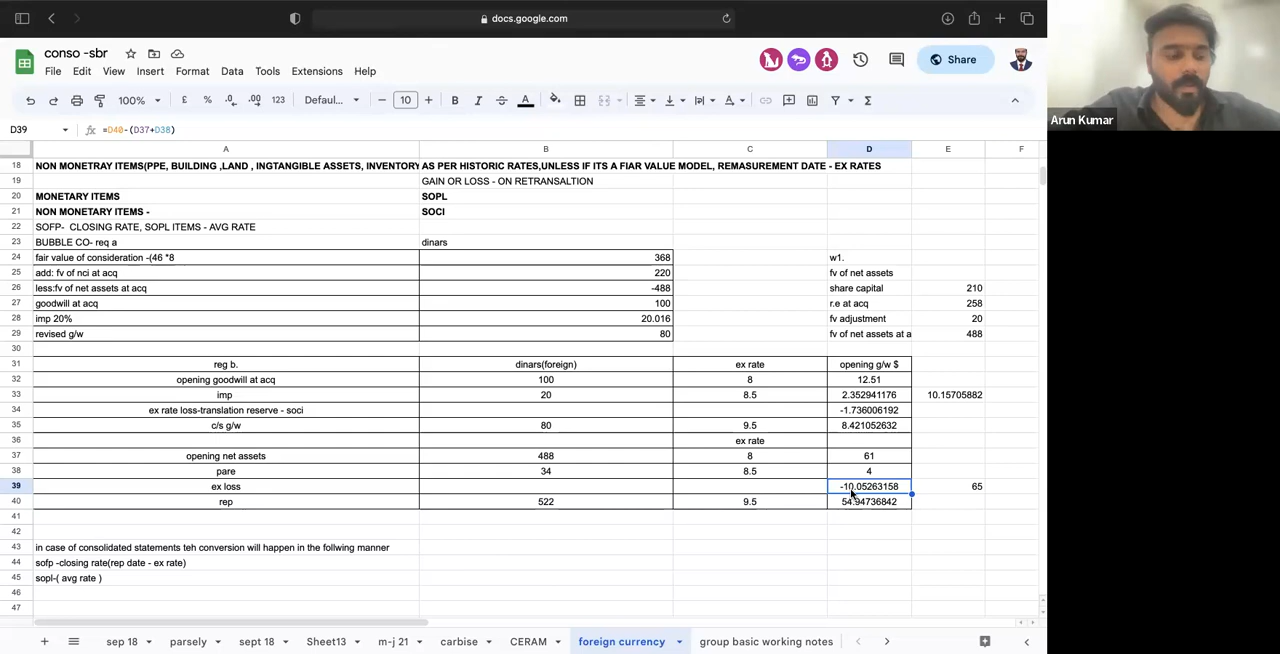 docs.google.com
conso -sbr
File Edit View Insert Format Data Tools Extensions Help
Share
Arun Kumar
100% £ % .0 .00 123 Defaul... 10 B I A Σ
D39 fx =D40-(D37+D38)
A B C D E F
18 NON MONETRAY ITEMS(PPE, BUILDING ,LAND , INGTANGIBLE ASSETS, INVENTORY AS PER HISTORIC RATES,UNLESS IF ITS A FIAR VALUE MODEL, REMASUREMENT DATE - EX RATES
19 GAIN OR LOSS - ON RETRANSALTION
20 MONETARY ITEMS SOPL
21 NON MONETARY ITEMS - SOCI
22 SOFP- CLOSING RATE, SOPL ITEMS - AVG RATE
23 BUBBLE CO- req a dinars
24 fair value of consideration -(46 *8 368 w1.
25 add: fv of nci at acq 220 fv of net assets
26 less:fv of net assets at acq -488 share capital 210
27 goodwill at acq 100 r.e at acq 258
28 imp 20% 20.016 fv adjustment 20
29 revised g/w 80 fv of net assets at a 488
30
31 reg b. dinars(foreign) ex rate opening g/w $
32 opening goodwill at acq 100 8 12.51
33 imp 20 8.5 2.352941176 10.15705882
34 ex rate loss-translation reserve - soci -1.736006192
35 c/s g/w 80 9.5 8.421052632
36 ex rate
37 opening net assets 488 8 61
38 pare 34 8.5 4
39 ex loss -10.05263158 65
40 rep 522 9.5 54.94736842
41
42
43 in case of consolidated statements teh conversion will happen in the follwing manner
44 sofp -closing rate(rep date - ex rate)
45 sopl-( avg rate )
46
47
sep 18 parsely sept 18 Sheet13 m-j 21 carbise CERAM foreign currency group basic working notes